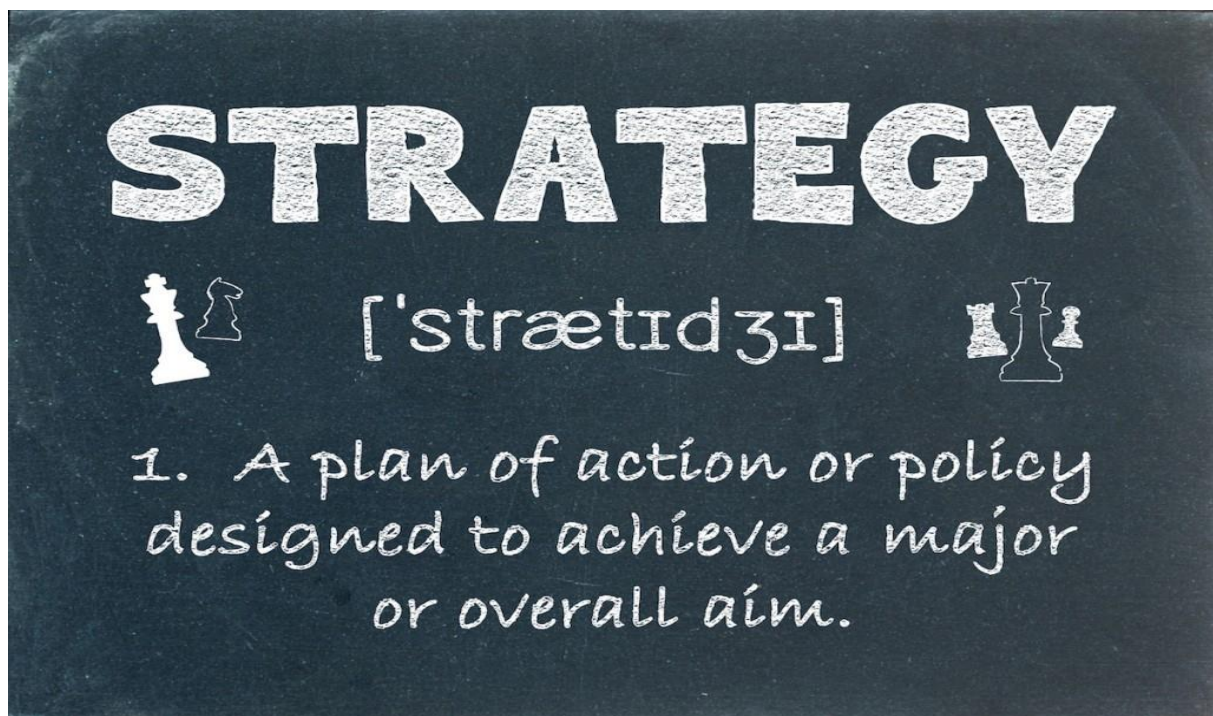 STRATEGY
['strætɪdʒɪ]
1. A plan of action or policy
designed to achieve a major
or overall aim.